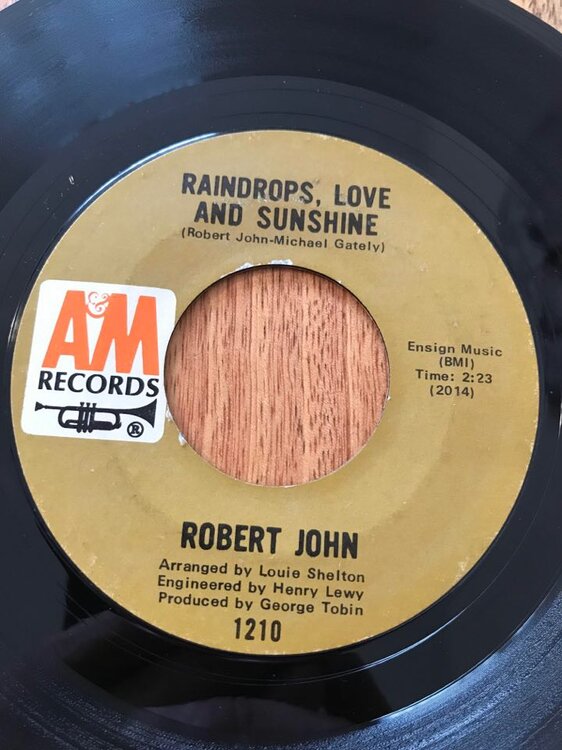 RAINDROPS, LOVE
AND SUNSHINE
(Robert John-Michael Gately)
A&M
RECORDS
®
Ensign Music
(BMI)
Time: 2:23
(2014)
ROBERT JOHN
Arranged by Louie Shelton
Engineered by Henry Lewy
Produced by George Tobin
1210